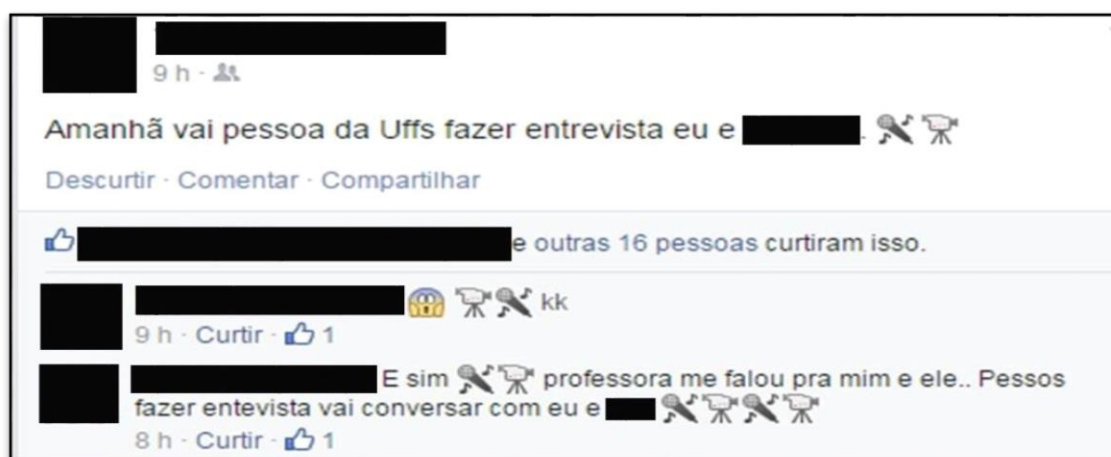 9 h ·
Amanhã vai pessoa da Uffs fazer entrevista eu e .
Descurtir · Comentar · Compartilhar
e outras 16 pessoas curtiram isso.
kk
9 h · Curtir · 1
E sim professora me falou pra mim e ele.. Pessos
fazer entevista vai conversar com eu e
8 h · Curtir · 1